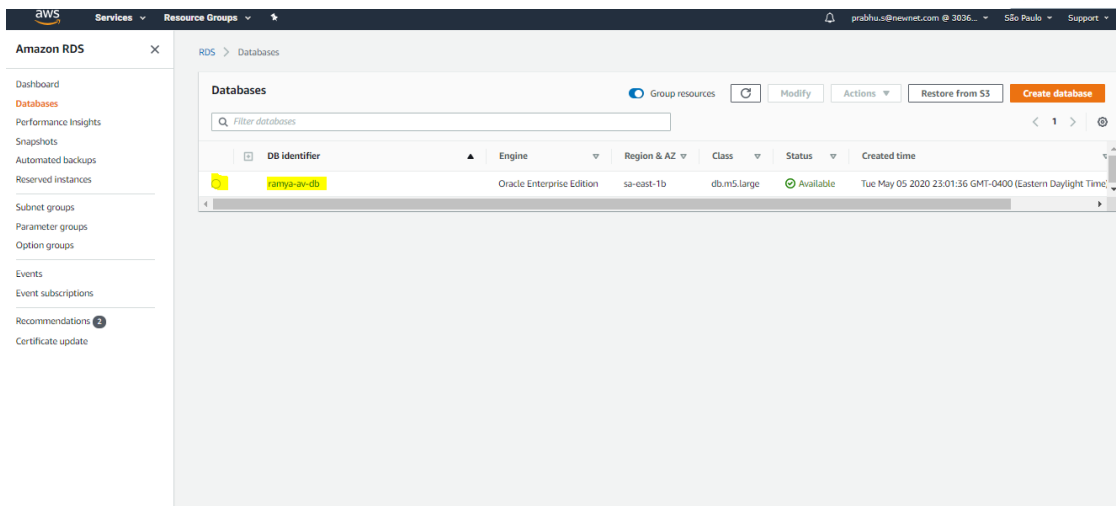 aws Services Resource Groups prabhu.s@newnet.com @ 3036... São Paulo Support
Amazon RDS
Dashboard
Databases
Performance Insights
Snapshots
Automated backups
Reserved instances
Subnet groups
Parameter groups
Option groups
Events
Event subscriptions
Recommendations 2
Certificate update
RDS > Databases
Databases Group resources Modify Actions Restore from S3 Create database
Filter databases 1
DB identifier Engine Region & AZ Class Status Created time
ramya-av-db Oracle Enterprise Edition sa-east-1b db.m5.large Available Tue May 05 2020 23:01:36 GMT-0400 (Eastern Daylight Time)